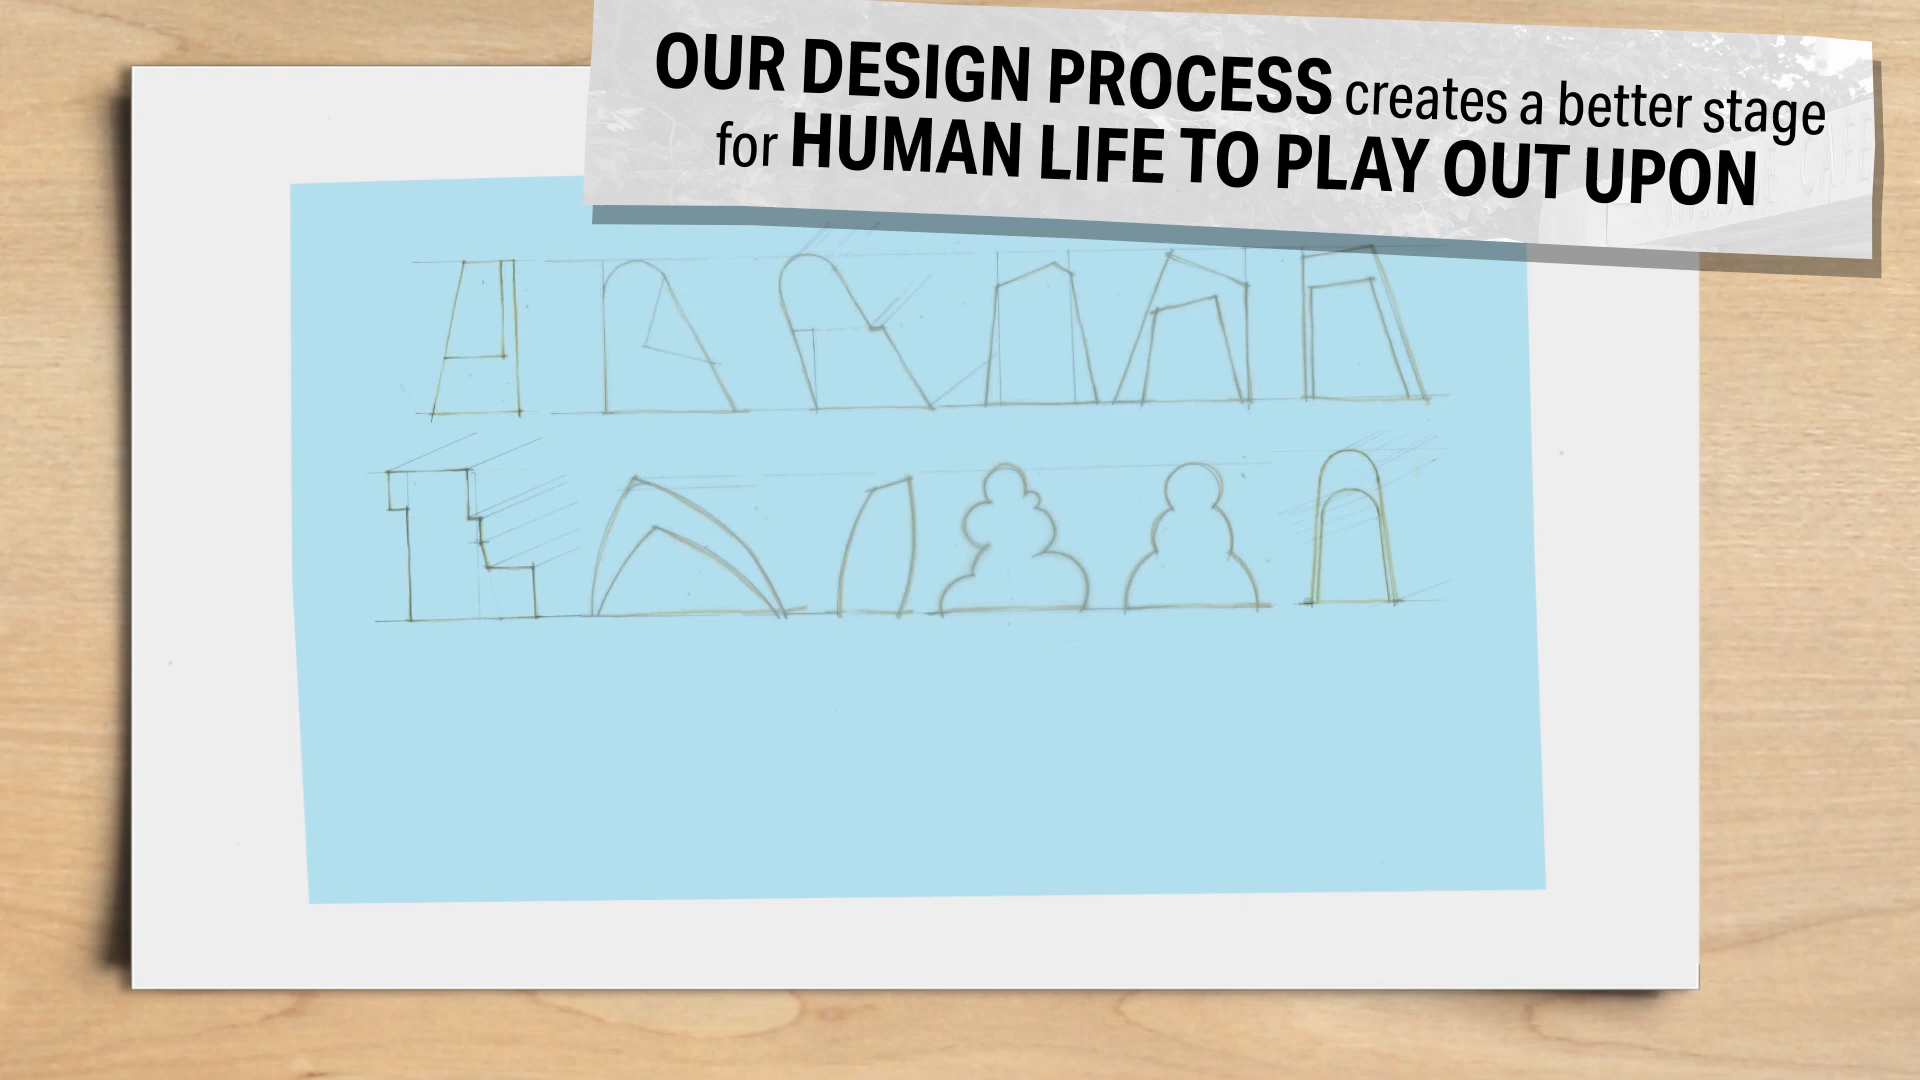 OUR DESIGN PROCESS creates a better stage
for HUMAN LIFE TO PLAY OUT UPON